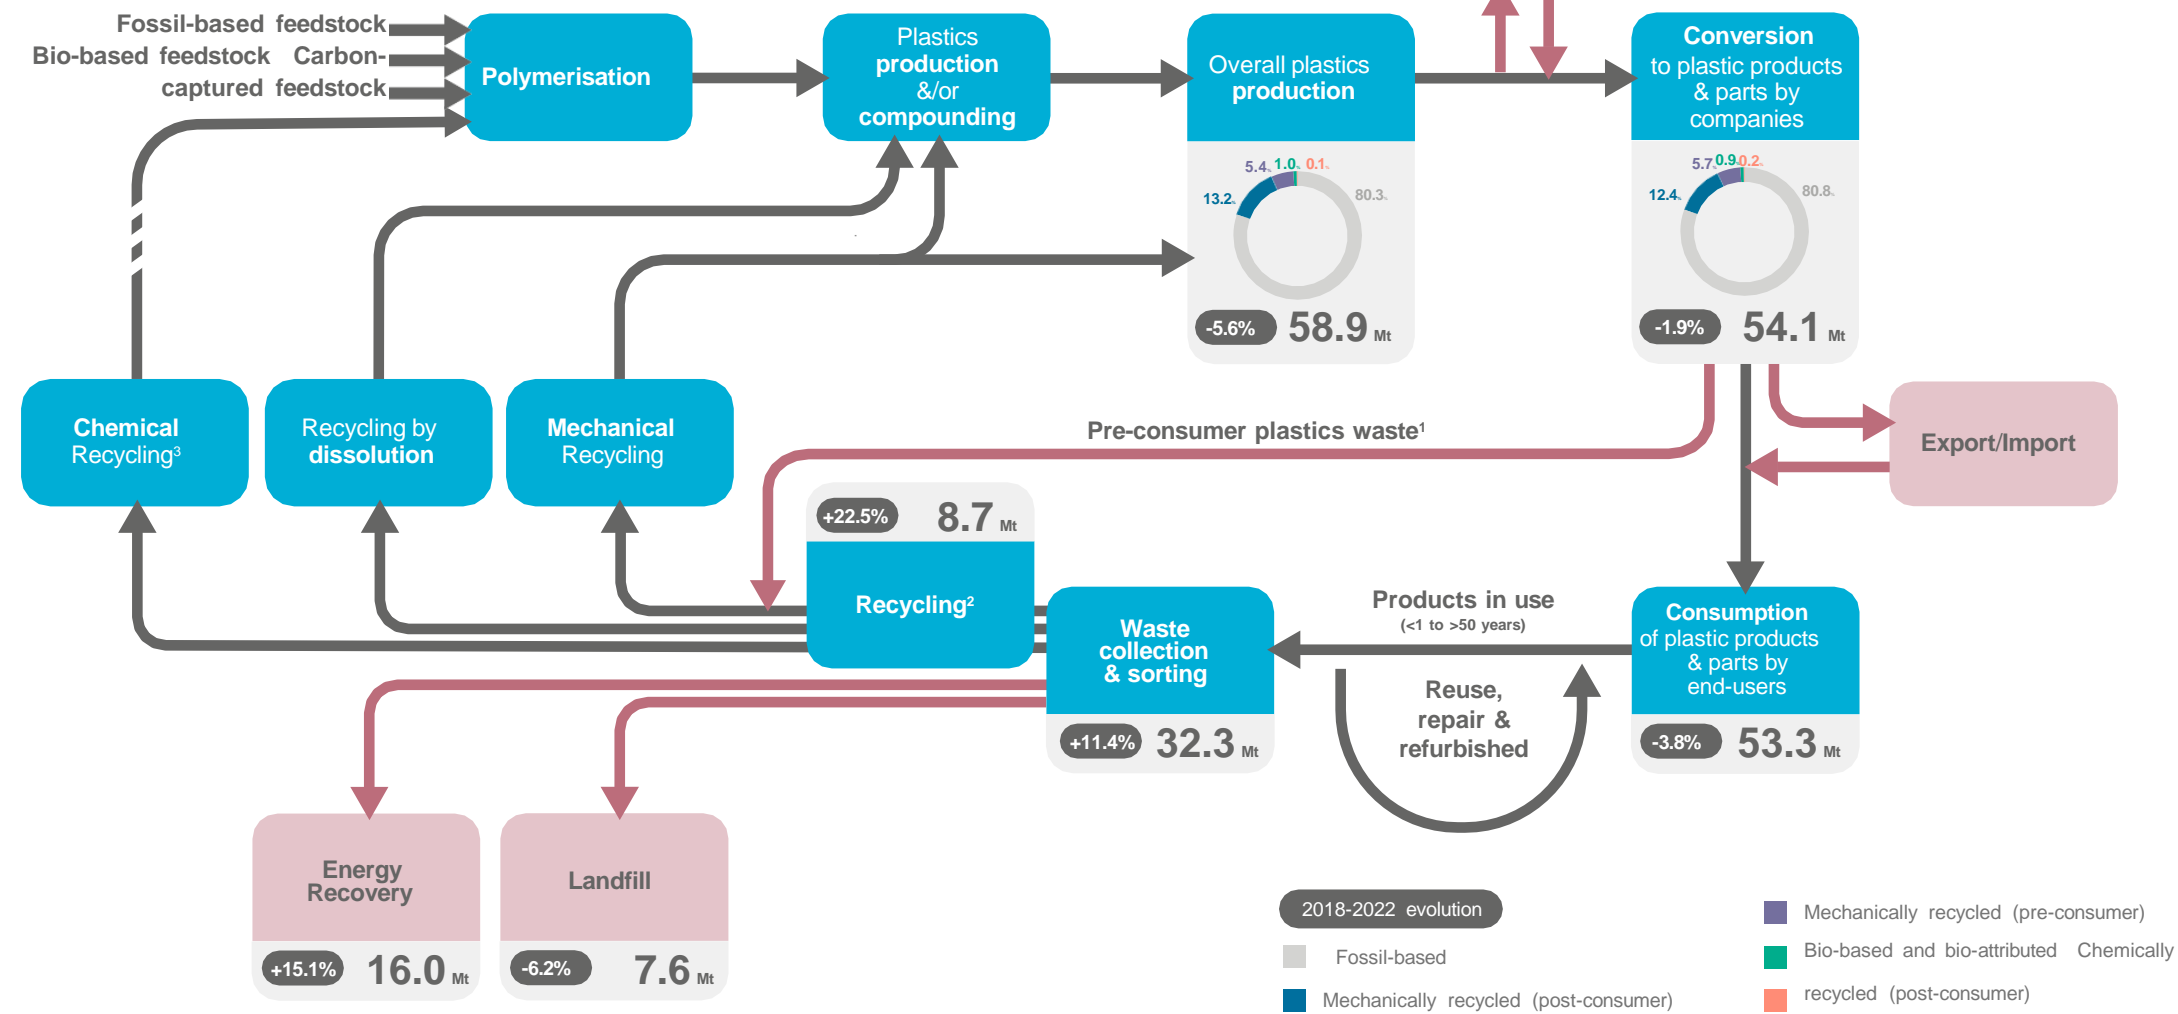 Fossil-based feedstock
Bio-based feedstock Carbon-
captured feedstock
Polymerisation
Plastics
production
&/or
compounding
Overall plastics
production
5.4% 1.0% 0.1%
13.2%
80.3%
-5.6% 58.9 Mt
Conversion
to plastic products
& parts by
companies
5.7% 0.9% 0.2%
12.4%
80.8%
-1.9% 54.1 Mt
Chemical
Recycling³
Recycling by
dissolution
Mechanical
Recycling
Pre-consumer plastics waste¹
Export/Import
+22.5% 8.7 Mt
Recycling²
Waste
collection
& sorting
+11.4% 32.3 Mt
Products in use
(<1 to >50 years)
Reuse,
repair &
refurbished
Consumption
of plastic products
& parts by
end-users
-3.8% 53.3 Mt
Energy
Recovery
+15.1% 16.0 Mt
Landfill
-6.2% 7.6 Mt
2018-2022 evolution
Fossil-based
Mechanically recycled (post-consumer)
Mechanically recycled (pre-consumer)
Bio-based and bio-attributed Chemically
recycled (post-consumer)